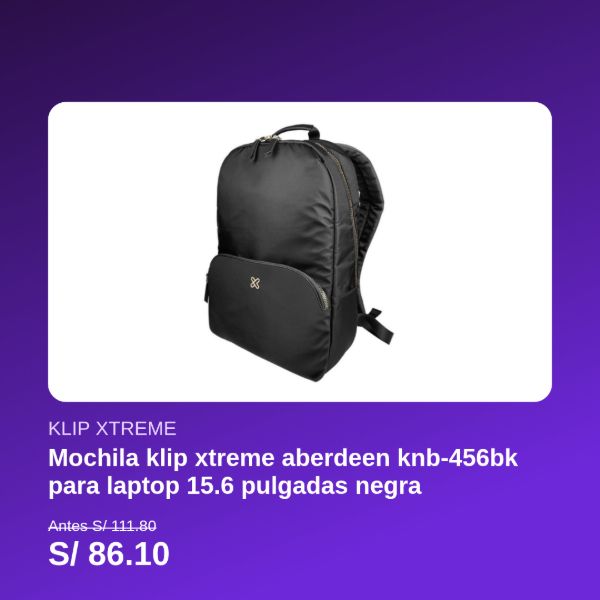 KLIP XTREME
Mochila klip xtreme aberdeen knb-456bk
para laptop 15.6 pulgadas negra
Antes S/ 111.80
S/ 86.10